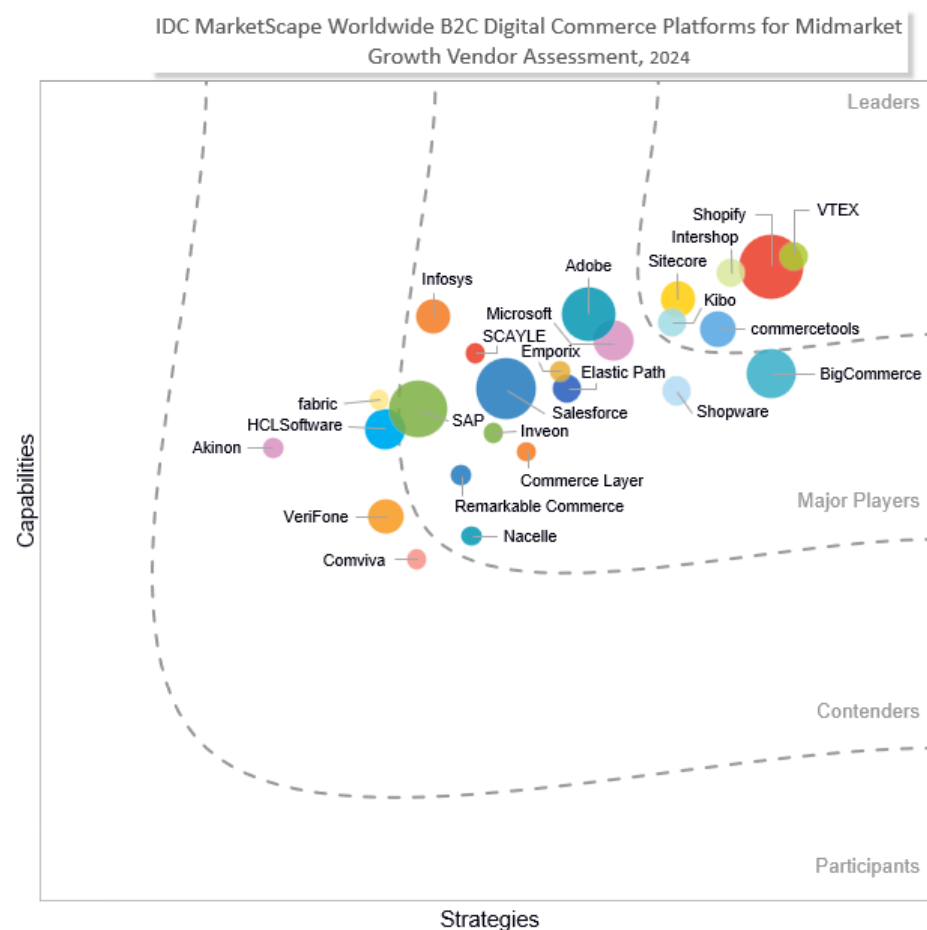 IDC MarketScape Worldwide B2C Digital Commerce Platforms for Midmarket
Growth Vendor Assessment, 2024
Leaders
Shopify
VTEX
Intershop
Sitecore
Adobe
Infosys
Kibo
Microsoft
commercetools
SCAYLE
Emporix
Elastic Path
BigCommerce
fabric
Salesforce
Shopware
SAP
HCLSoftware
Inveon
Akinon
Commerce Layer
Major Players
Remarkable Commerce
VeriFone
Nacelle
Comviva
Capabilities
Contenders
Participants
Strategies